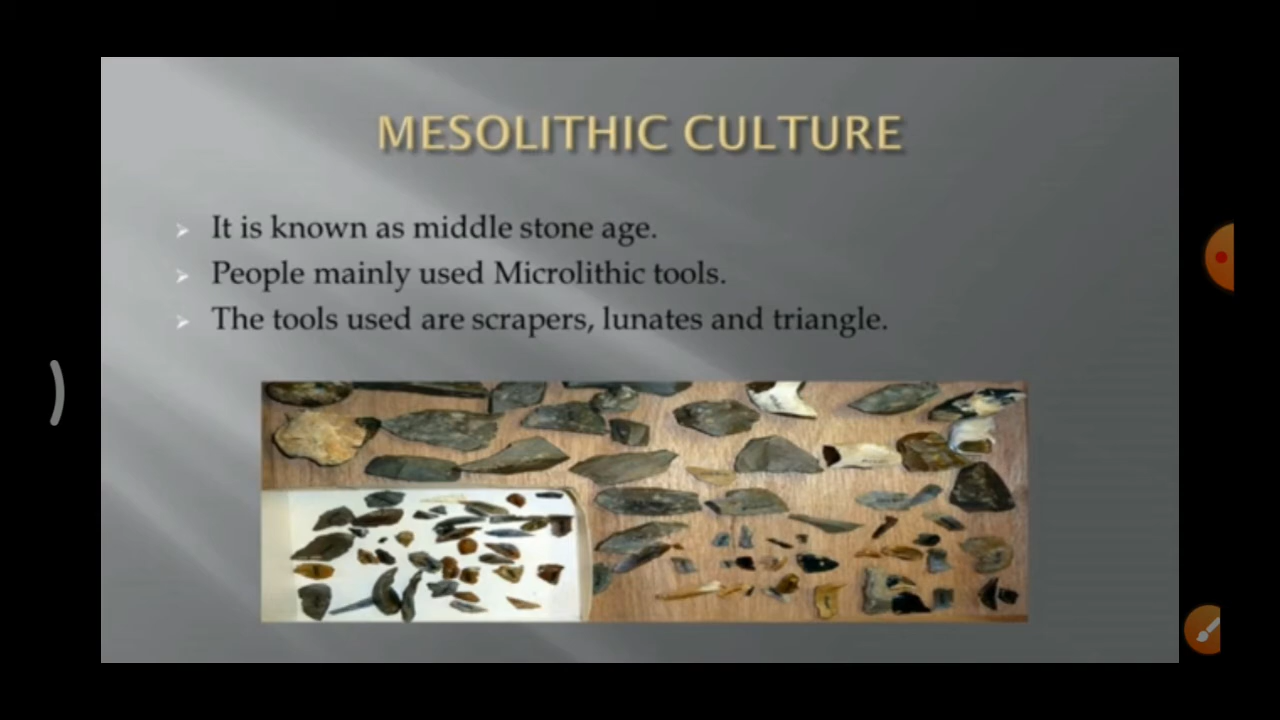 MESOLITHIC CULTURE
It is known as middle stone age.
People mainly used Microlithic tools.
The tools used are scrapers, lunates and triangle.